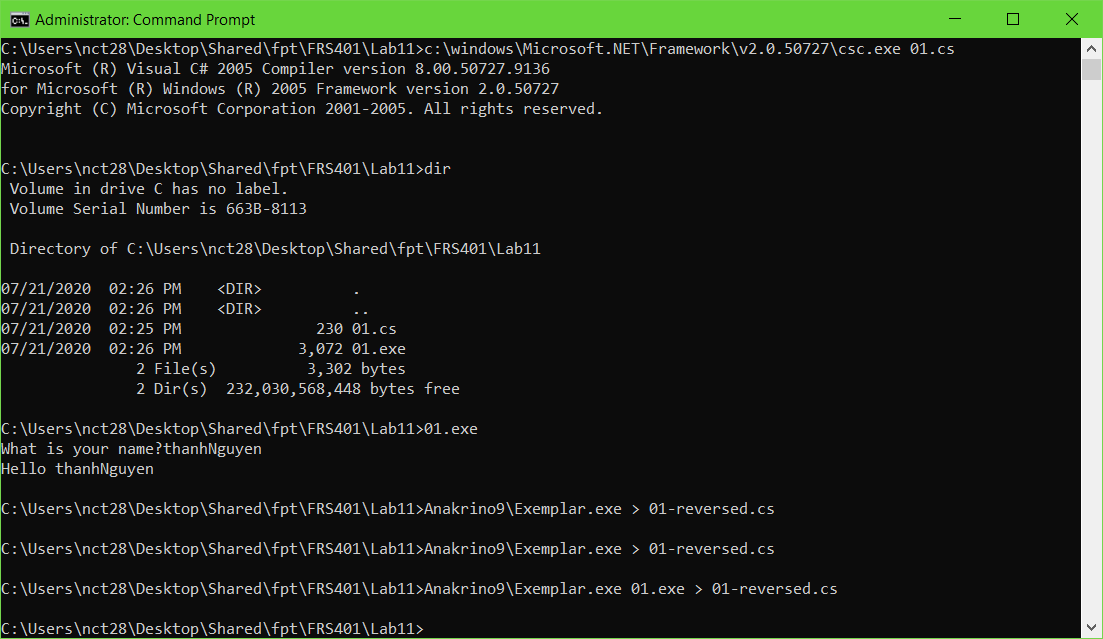 Administrator: Command Prompt
C:\Users\nct28\Desktop\Shared\fpt\FRS401\Lab11>c:\windows\Microsoft.NET\Framework\v2.0.50727\csc.exe 01.cs
Microsoft (R) Visual C# 2005 Compiler version 8.00.50727.9136
for Microsoft (R) Windows (R) 2005 Framework version 2.0.50727
Copyright (C) Microsoft Corporation 2001-2005. All rights reserved.
C:\Users\nct28\Desktop\Shared\fpt\FRS401\Lab11>dir
Volume in drive C has no label.
Volume Serial Number is 663B-8113
Directory of C:\Users\nct28\Desktop\Shared\fpt\FRS401\Lab11
07/21/2020  02:26 PM    <DIR>          .
07/21/2020  02:26 PM    <DIR>          ..
07/21/2020  02:25 PM               230 01.cs
07/21/2020  02:26 PM             3,072 01.exe
2 File(s)          3,302 bytes
2 Dir(s)  232,030,568,448 bytes free
C:\Users\nct28\Desktop\Shared\fpt\FRS401\Lab11>01.exe
What is your name?thanhNguyen
Hello thanhNguyen
C:\Users\nct28\Desktop\Shared\fpt\FRS401\Lab11>Anakrino9\Exemplar.exe > 01-reversed.cs
C:\Users\nct28\Desktop\Shared\fpt\FRS401\Lab11>Anakrino9\Exemplar.exe > 01-reversed.cs
C:\Users\nct28\Desktop\Shared\fpt\FRS401\Lab11>Anakrino9\Exemplar.exe 01.exe > 01-reversed.cs
C:\Users\nct28\Desktop\Shared\fpt\FRS401\Lab11>